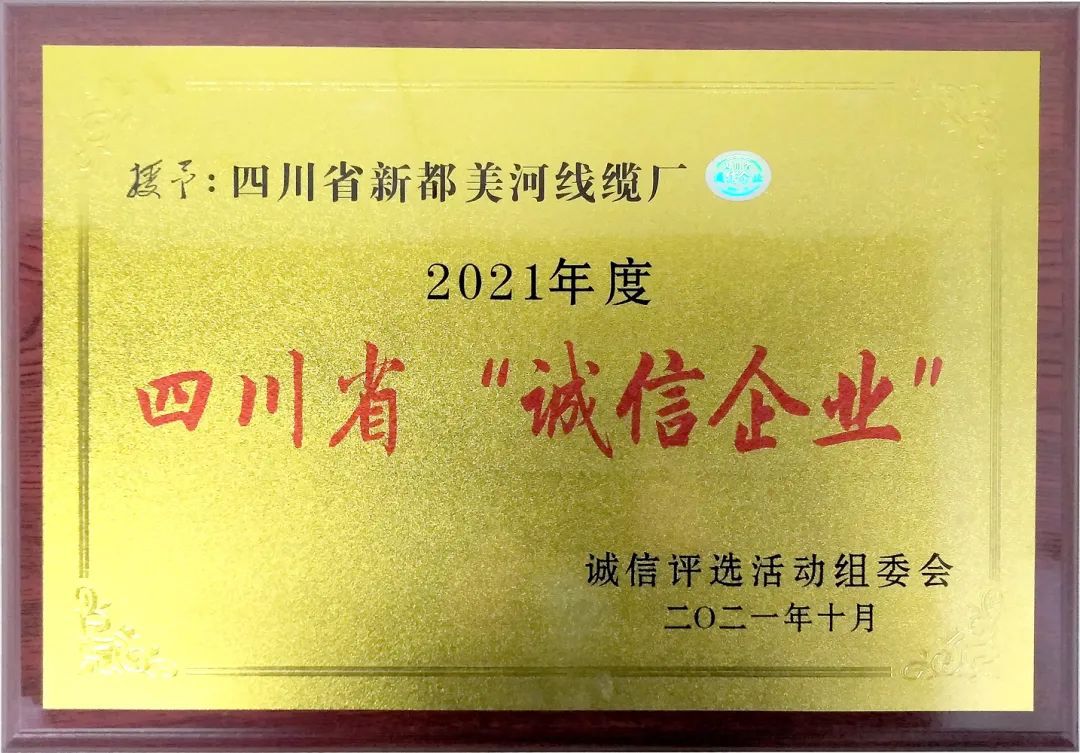 授予：四川省新都美河线缆厂
2021年度
四川省“诚信企业”
诚信评选活动组委会
二〇二一年十月